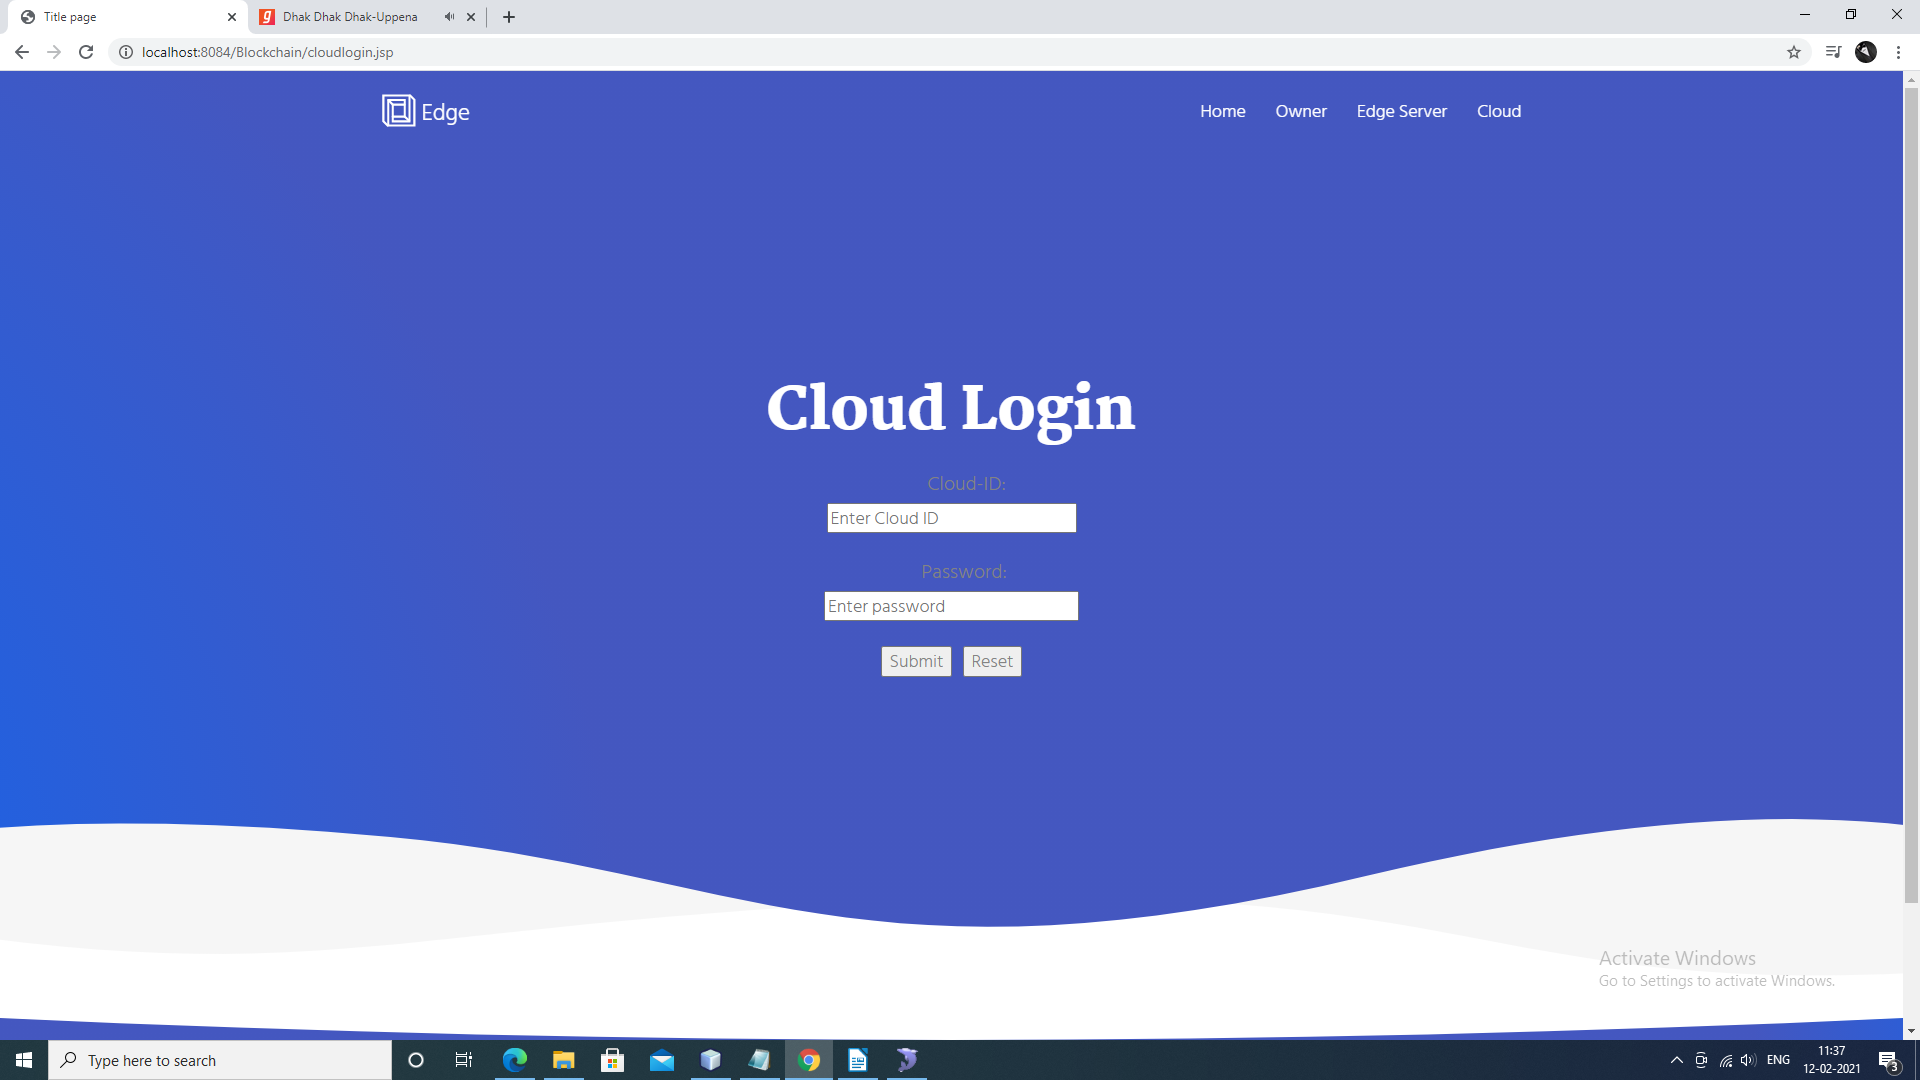 Title page
Dhak Dhak Dhak-Uppena
localhost:8084/Blockchain/cloudlogin.jsp
Edge
Home Owner Edge Server Cloud
Cloud Login
Cloud-ID:
Enter Cloud ID
Password:
Enter password
Submit Reset
Activate Windows
Go to Settings to activate Windows.
Type here to search
ENG
11:37
12-02-2021
3